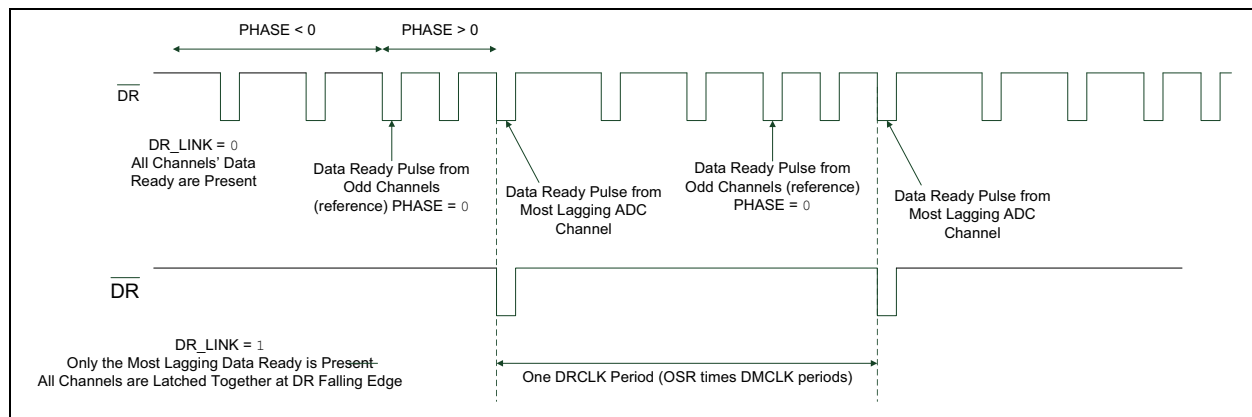 PHASE < 0
PHASE > 0
DR
DR_LINK = 0
All Channels' Data
Ready are Present
Data Ready Pulse from
Odd Channels
(reference) PHASE = 0
Data Ready Pulse from
Most Lagging ADC
Channel
Data Ready Pulse from
Odd Channels (reference)
PHASE = 0
Data Ready Pulse from
Most Lagging ADC
Channel
DR
DR_LINK = 1
Only the Most Lagging Data Ready is Present
All Channels are Latched Together at DR Falling Edge
One DRCLK Period (OSR times DMCLK periods)